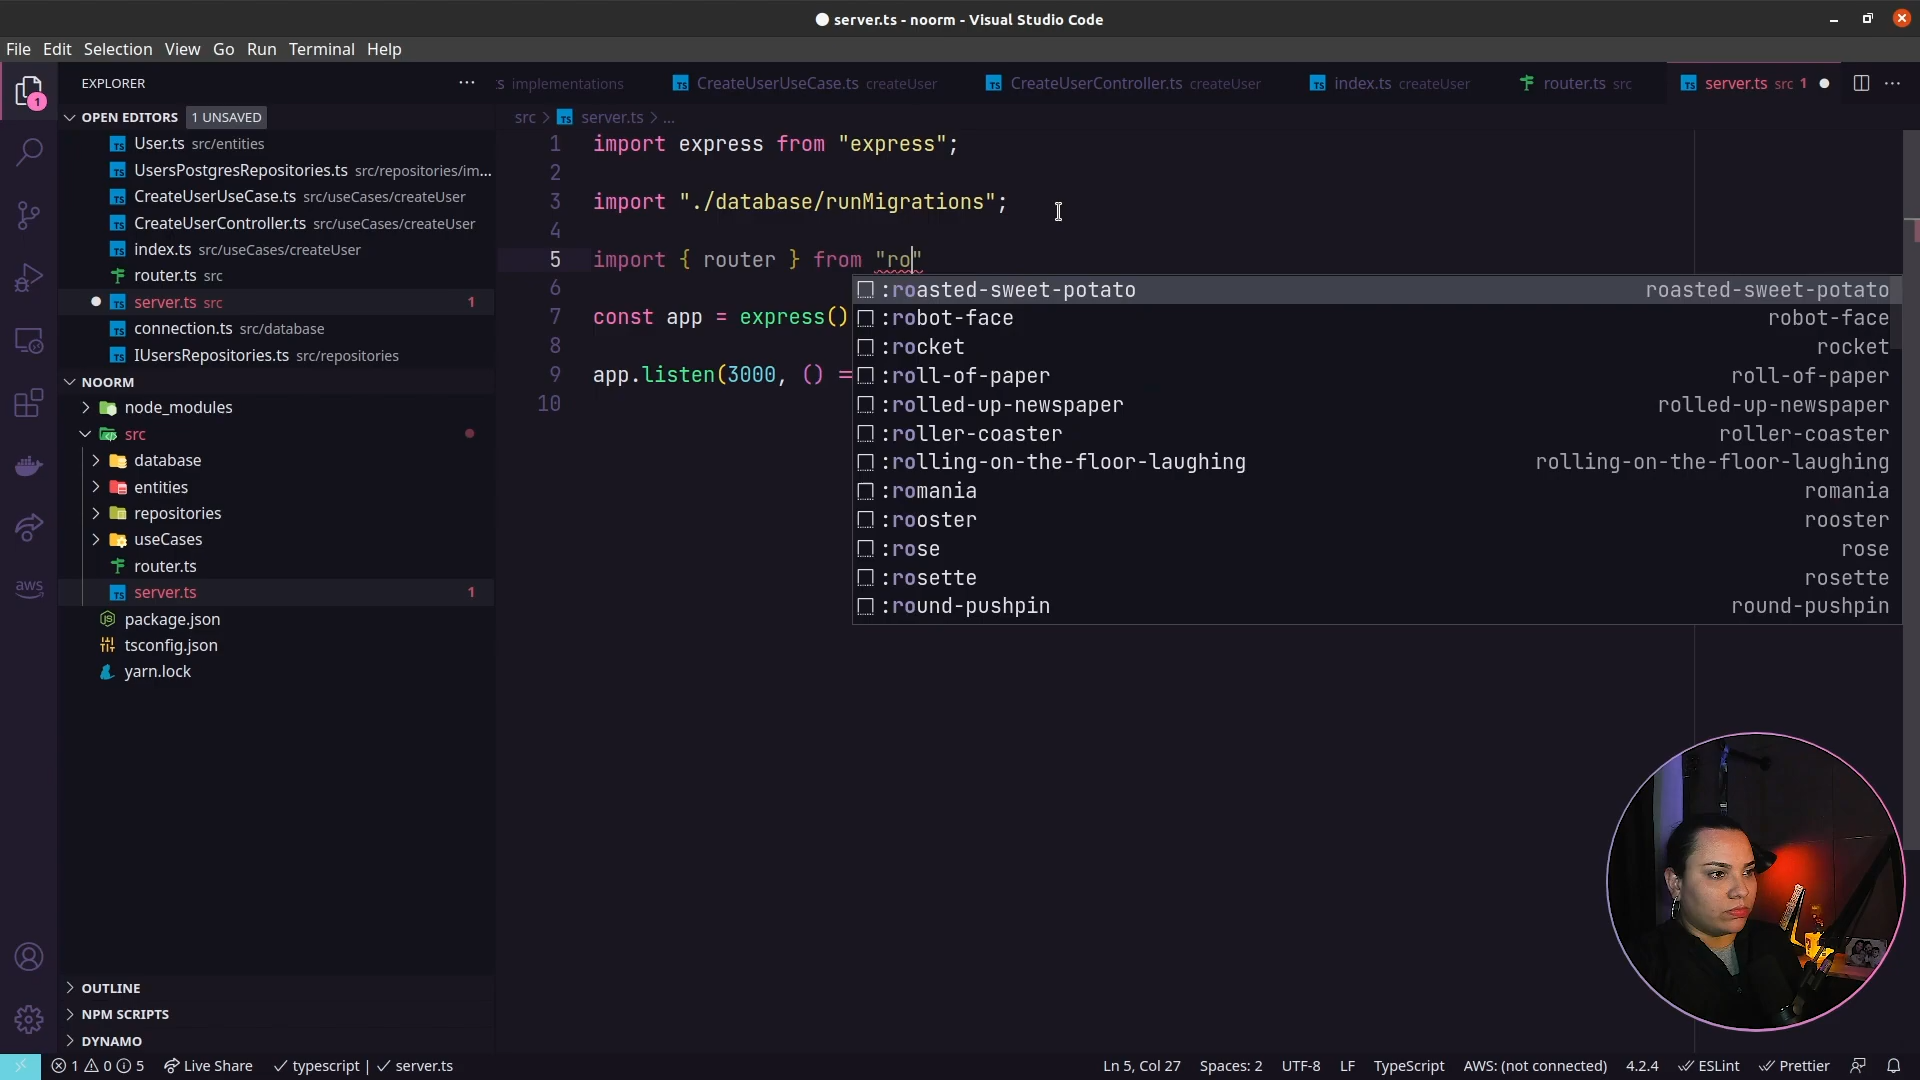 server.ts - noorm - Visual Studio Code
File Edit Selection View Go Run Terminal Help
EXPLORER
ts implementations
CreateUserUseCase.ts createUser
CreateUserController.ts createUser
index.ts createUser
router.ts src
server.ts src 1
OPEN EDITORS 1 UNSAVED
User.ts src/entities
UsersPostgresRepositories.ts src/repositories/im...
CreateUserUseCase.ts src/useCases/createUser
CreateUserController.ts src/useCases/createUser
index.ts src/useCases/createUser
router.ts src
server.ts src 1
connection.ts src/database
IUsersRepositories.ts src/repositories
NOORM
node_modules
src
database
entities
repositories
useCases
router.ts
server.ts 1
package.json
tsconfig.json
yarn.lock
OUTLINE
NPM SCRIPTS
DYNAMO
1
aws
src > server.ts > ...
1 import express from "express";
2
3 import "./database/runMigrations";
4
5 import { router } from "ro"
6
7 const app = express()
8
9 app.listen(3000, () =
10
:roasted-sweet-potato roasted-sweet-potato
:robot-face robot-face
:rocket rocket
:roll-of-paper roll-of-paper
:rolled-up-newspaper rolled-up-newspaper
:roller-coaster roller-coaster
:rolling-on-the-floor-laughing rolling-on-the-floor-laughing
:romania romania
:rooster rooster
:rose rose
:rosette rosette
:round-pushpin round-pushpin
1 0 5 Live Share typescript | server.ts
Ln 5, Col 27 Spaces: 2 UTF-8 LF TypeScript AWS: (not connected) 4.2.4 ESLint Prettier